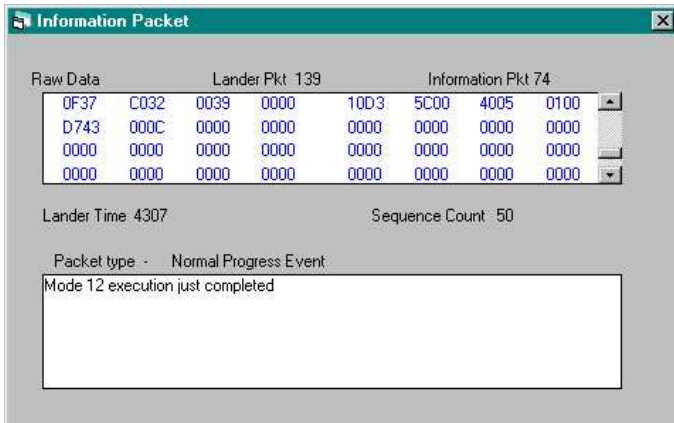 Information Packet
Raw Data Lander Pkt 139 Information Pkt 74
0F37 C032 0039 0000 10D3 5C00 4005 0100
D743 000C 0000 0000 0000 0000 0000 0000
0000 0000 0000 0000 0000 0000 0000 0000
0000 0000 0000 0000 0000 0000 0000 0000
Lander Time 4307 Sequence Count 50
Packet type - Normal Progress Event
Mode 12 execution just completed